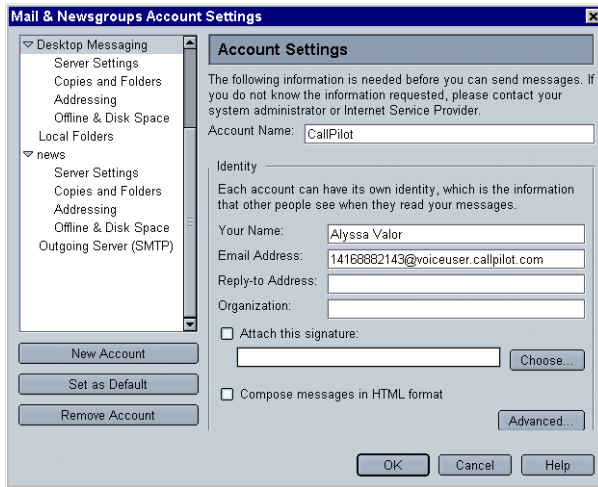 Mail & Newsgroups Account Settings
Desktop Messaging
Server Settings
Copies and Folders
Addressing
Offline & Disk Space
Local Folders
news
Server Settings
Copies and Folders
Addressing
Offline & Disk Space
Outgoing Server (SMTP)
New Account
Set as Default
Remove Account
Account Settings
The following information is needed before you can send messages. If
you do not know the information requested, please contact your
system administrator or Internet Service Provider.
Account Name: CallPilot
Identity
Each account can have its own identity, which is the information
that other people see when they read your messages.
Your Name: Alyssa Valor
Email Address: 14168882143@voiceuser.callpilot.com
Reply-to Address:
Organization:
Attach this signature:
Choose...
Compose messages in HTML format
Advanced...
OK Cancel Help